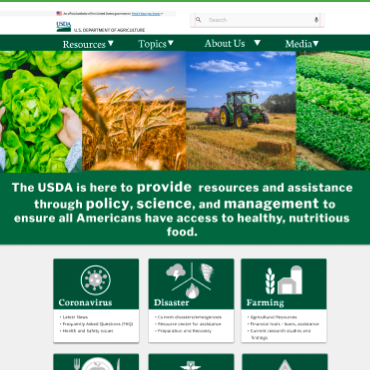 An official website of the United States government
Search
USDA
U.S. DEPARTMENT OF AGRICULTURE
Resources ▼ Topics ▼ About Us ▼ Media ▼
The USDA is here to provide resources and assistance
through policy, science, and management to
ensure all Americans have access to healthy, nutritious
food.
Coronavirus
• Latest News
• Frequently Asked Questions (FAQ)
• Health and Safety Issues
Disaster
• Current disasters/emergencies
• Resource center for assistance
• Preparation and Recovery
Farming
• Agricultural Resources
• Financial loans - loans, assistance
• Current research studies and
findings